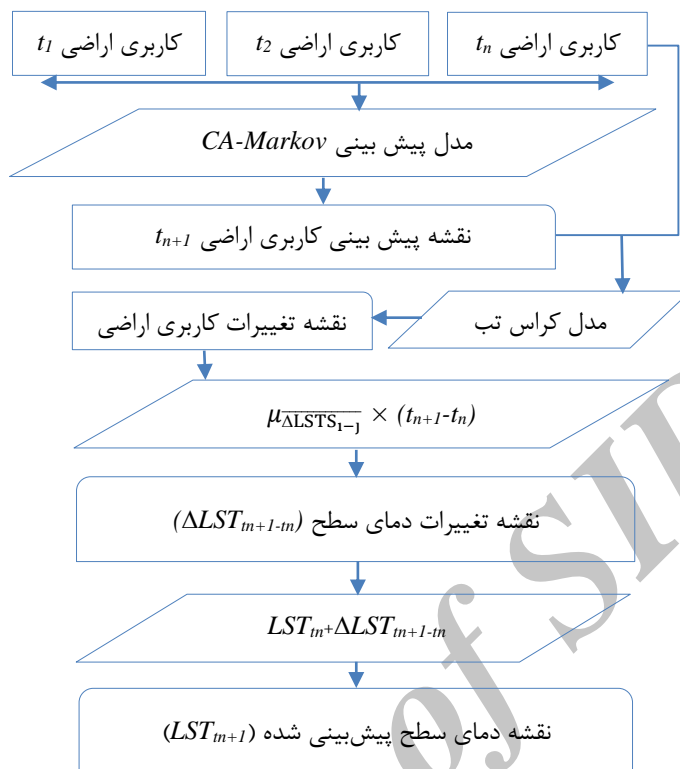 کاربری اراضی t1
کاربری اراضی t2
کاربری اراضی tn
مدل پیش بینی CA-Markov
نقشه پیش بینی کاربری اراضی tn+1
مدل کراس تب
نقشه تغییرات کاربری اراضی
μΔLSTS1−J × (tn+1-tn)
نقشه تغییرات دمای سطح (ΔLSTtn+1-tn)
LSTtn+ΔLSTtn+1-tn
نقشه دمای سطح پیش‌بینی شده (LSTtn+1)
of SI